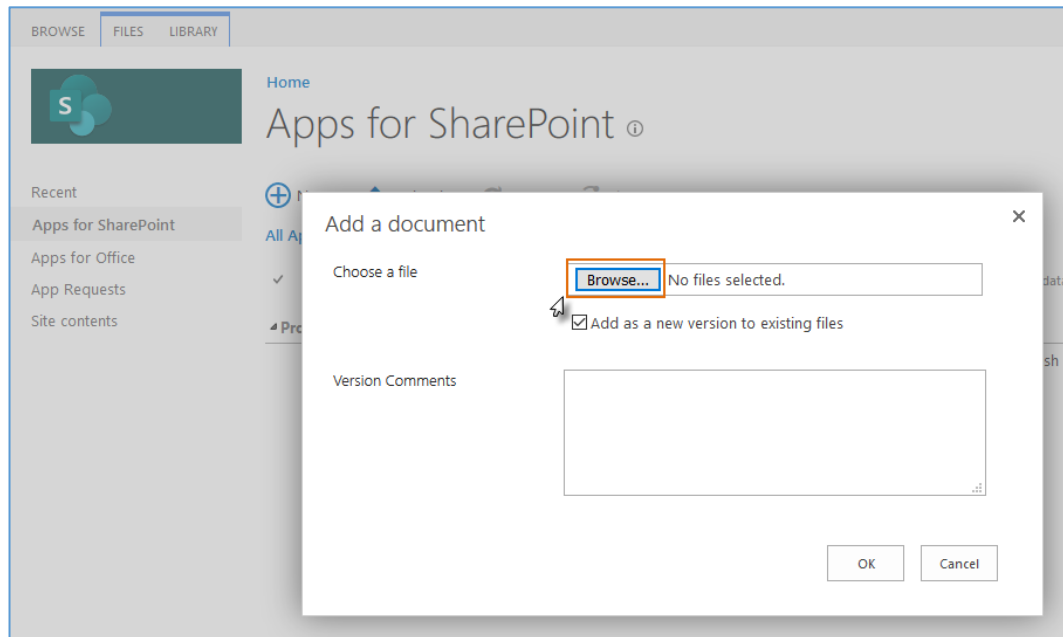 BROWSE FILES LIBRARY
S
Home
Apps for SharePoint
Recent
Apps for SharePoint
All Ap
Apps for Office
App Requests
Site contents
Add a document
Choose a file
Browse... No files selected.
Add as a new version to existing files
Version Comments
OK Cancel